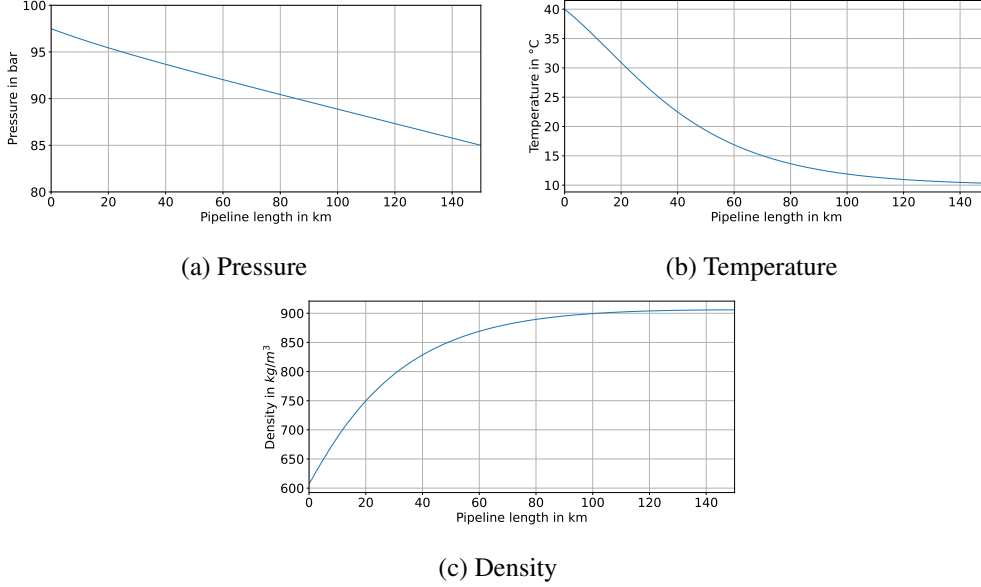 100
95
90
85
80
Pressure in bar
0 20 40 60 80 100 120 140
Pipeline length in km
(a) Pressure
40
35
30
25
20
15
10
Temperature in °C
0 20 40 60 80 100 120 140
Pipeline length in km
(b) Temperature
900
850
800
750
700
650
600
Density in kg/m³
0 20 40 60 80 100 120 140
Pipeline length in km
(c) Density